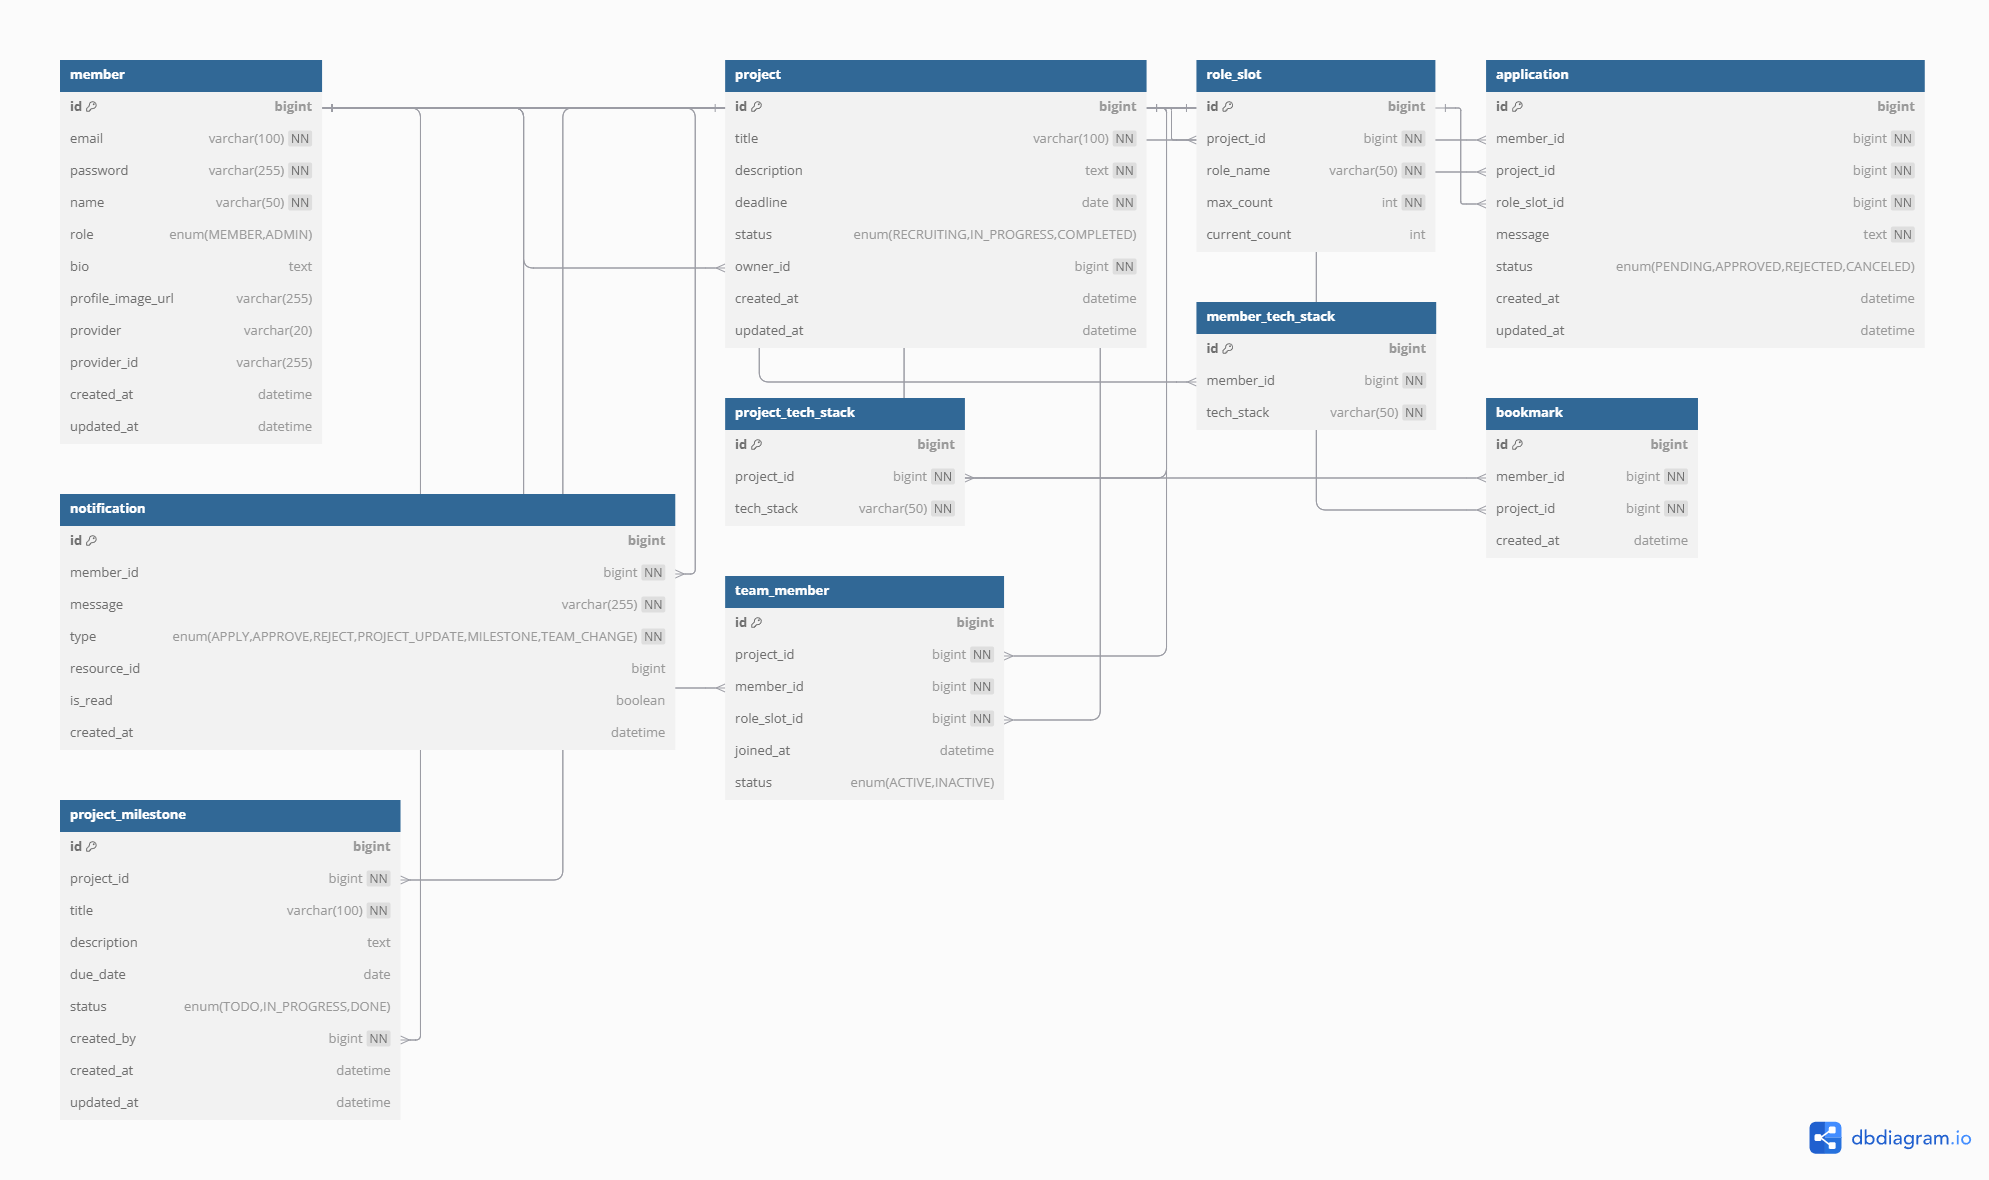 member
id bigint
email varchar(100) NN
password varchar(255) NN
name varchar(50) NN
role enum(MEMBER,ADMIN)
bio text
profile_image_url varchar(255)
provider varchar(20)
provider_id varchar(255)
created_at datetime
updated_at datetime
project
id bigint
title varchar(100) NN
description text NN
deadline date NN
status enum(RECRUITING,IN_PROGRESS,COMPLETED)
owner_id bigint NN
created_at datetime
updated_at datetime
role_slot
id bigint
project_id bigint NN
role_name varchar(50) NN
max_count int NN
current_count int
application
id bigint
member_id bigint NN
project_id bigint NN
role_slot_id bigint NN
message text NN
status enum(PENDING,APPROVED,REJECTED,CANCELED)
created_at datetime
updated_at datetime
member_tech_stack
id bigint
member_id bigint NN
tech_stack varchar(50) NN
project_tech_stack
id bigint
project_id bigint NN
tech_stack varchar(50) NN
bookmark
id bigint
member_id bigint NN
project_id bigint NN
created_at datetime
notification
id bigint
member_id bigint NN
message varchar(255) NN
type enum(APPLY,APPROVE,REJECT,PROJECT_UPDATE,MILESTONE,TEAM_CHANGE) NN
resource_id bigint
is_read boolean
created_at datetime
team_member
id bigint
project_id bigint NN
member_id bigint NN
role_slot_id bigint NN
joined_at datetime
status enum(ACTIVE,INACTIVE)
project_milestone
id bigint
project_id bigint NN
title varchar(100) NN
description text
due_date date
status enum(TODO,IN_PROGRESS,DONE)
created_by bigint NN
created_at datetime
updated_at datetime
dbdiagram.io